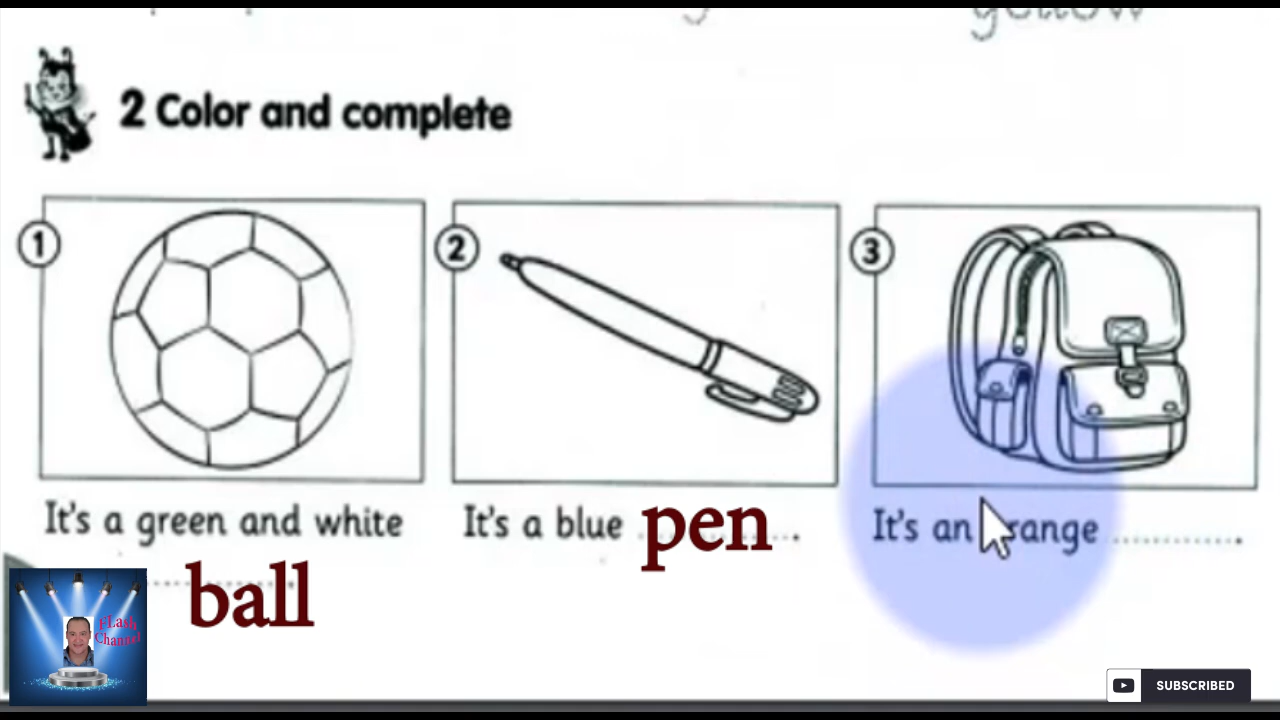 yellow
2 Color and complete
1
2
3
It's a green and white
ball
It's a blue pen.
It's an orange ............
FLash
Channel
SUBSCRIBED